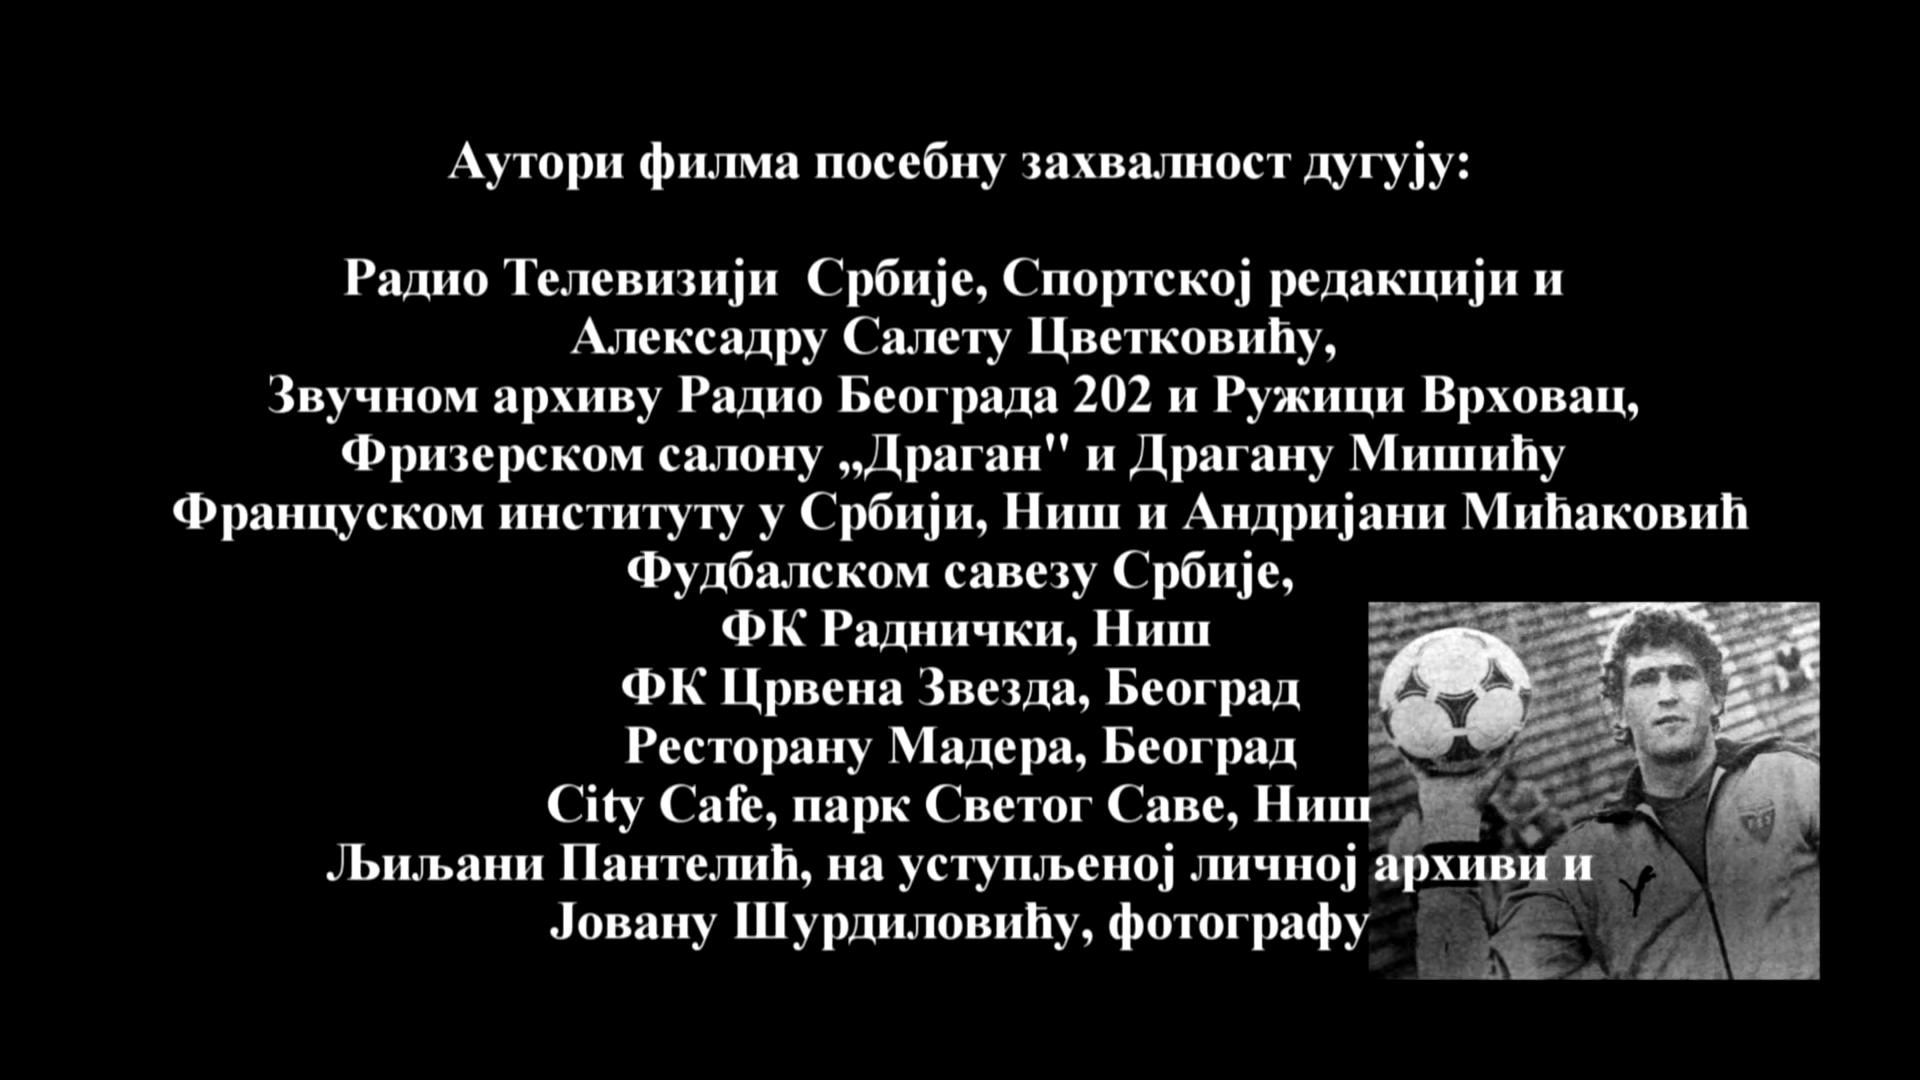 Аутори филма посебну захвалност дугују:
Радио Телевизији  Србије, Спортској редакцији и
Алексадру Салету Цветковићу,
Звучном архиву Радио Београда 202 и Ружици Врховац,
Фризерском салону „Драган" и Драгану Мишићу
Француском институту у Србији, Ниш и Андријани Мићаковић
Фудбалском савезу Србије,
ФК Раднички, Ниш
ФК Црвена Звезда, Београд
Ресторану Мадера, Београд
City Cafe, парк Светог Саве, Ниш
Љиљани Пантелић, на уступљеној личној архиви и
Јовану Шурдиловићу, фотографу